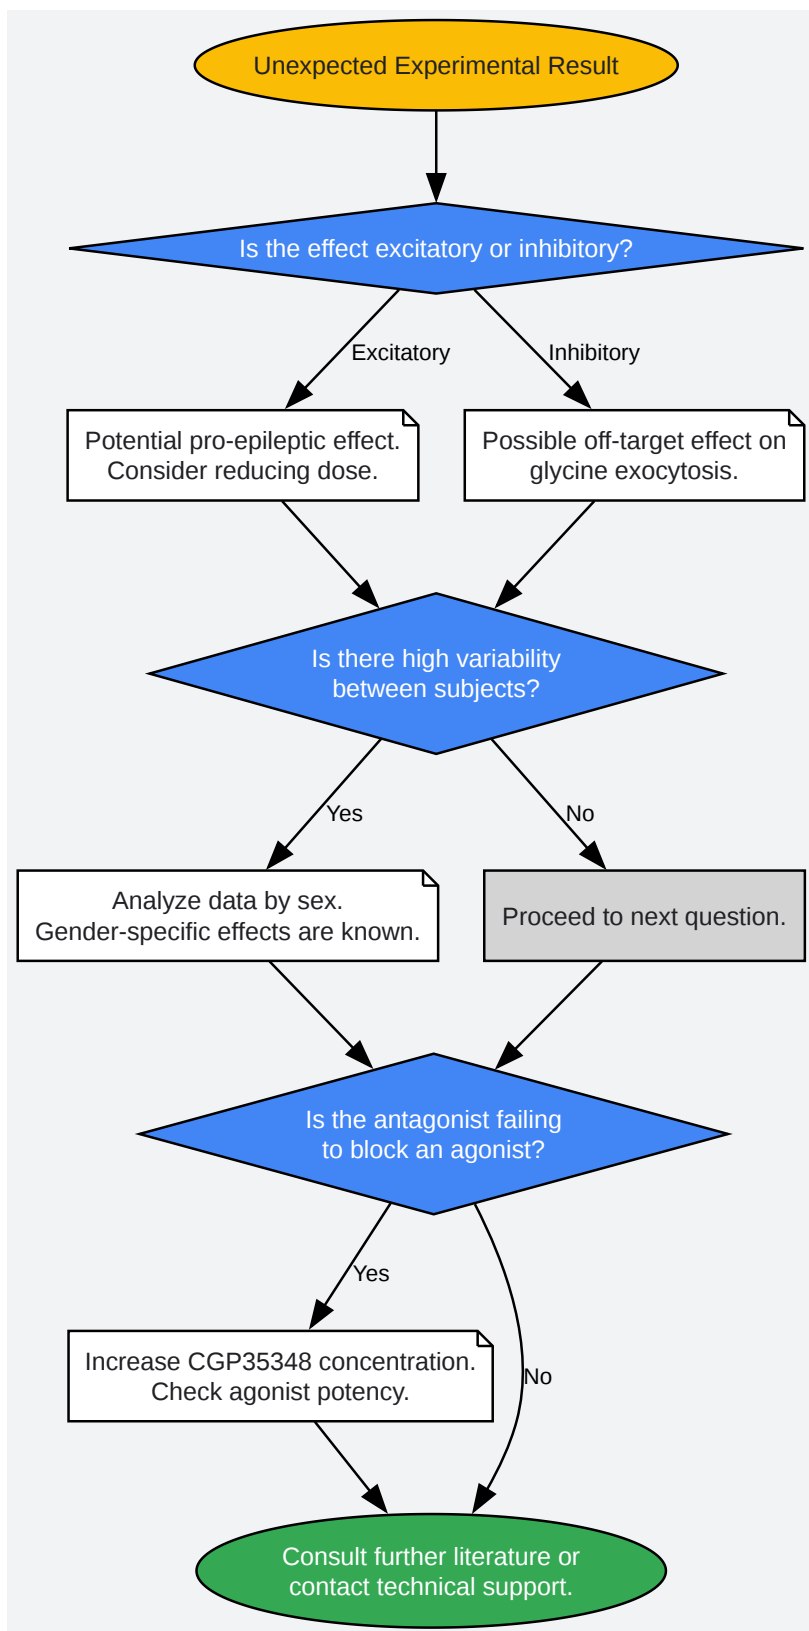 Unexpected Experimental Result
Is the effect excitatory or inhibitory?
Excitatory
Inhibitory
Potential pro-epileptic effect.
Consider reducing dose.
Possible off-target effect on
glycine exocytosis.
Is there high variability
between subjects?
Yes
No
Analyze data by sex.
Gender-specific effects are known.
Proceed to next question.
Is the antagonist failing
to block an agonist?
Yes
Increase CGP35348 concentration.
Check agonist potency.
No
Consult further literature or
contact technical support.